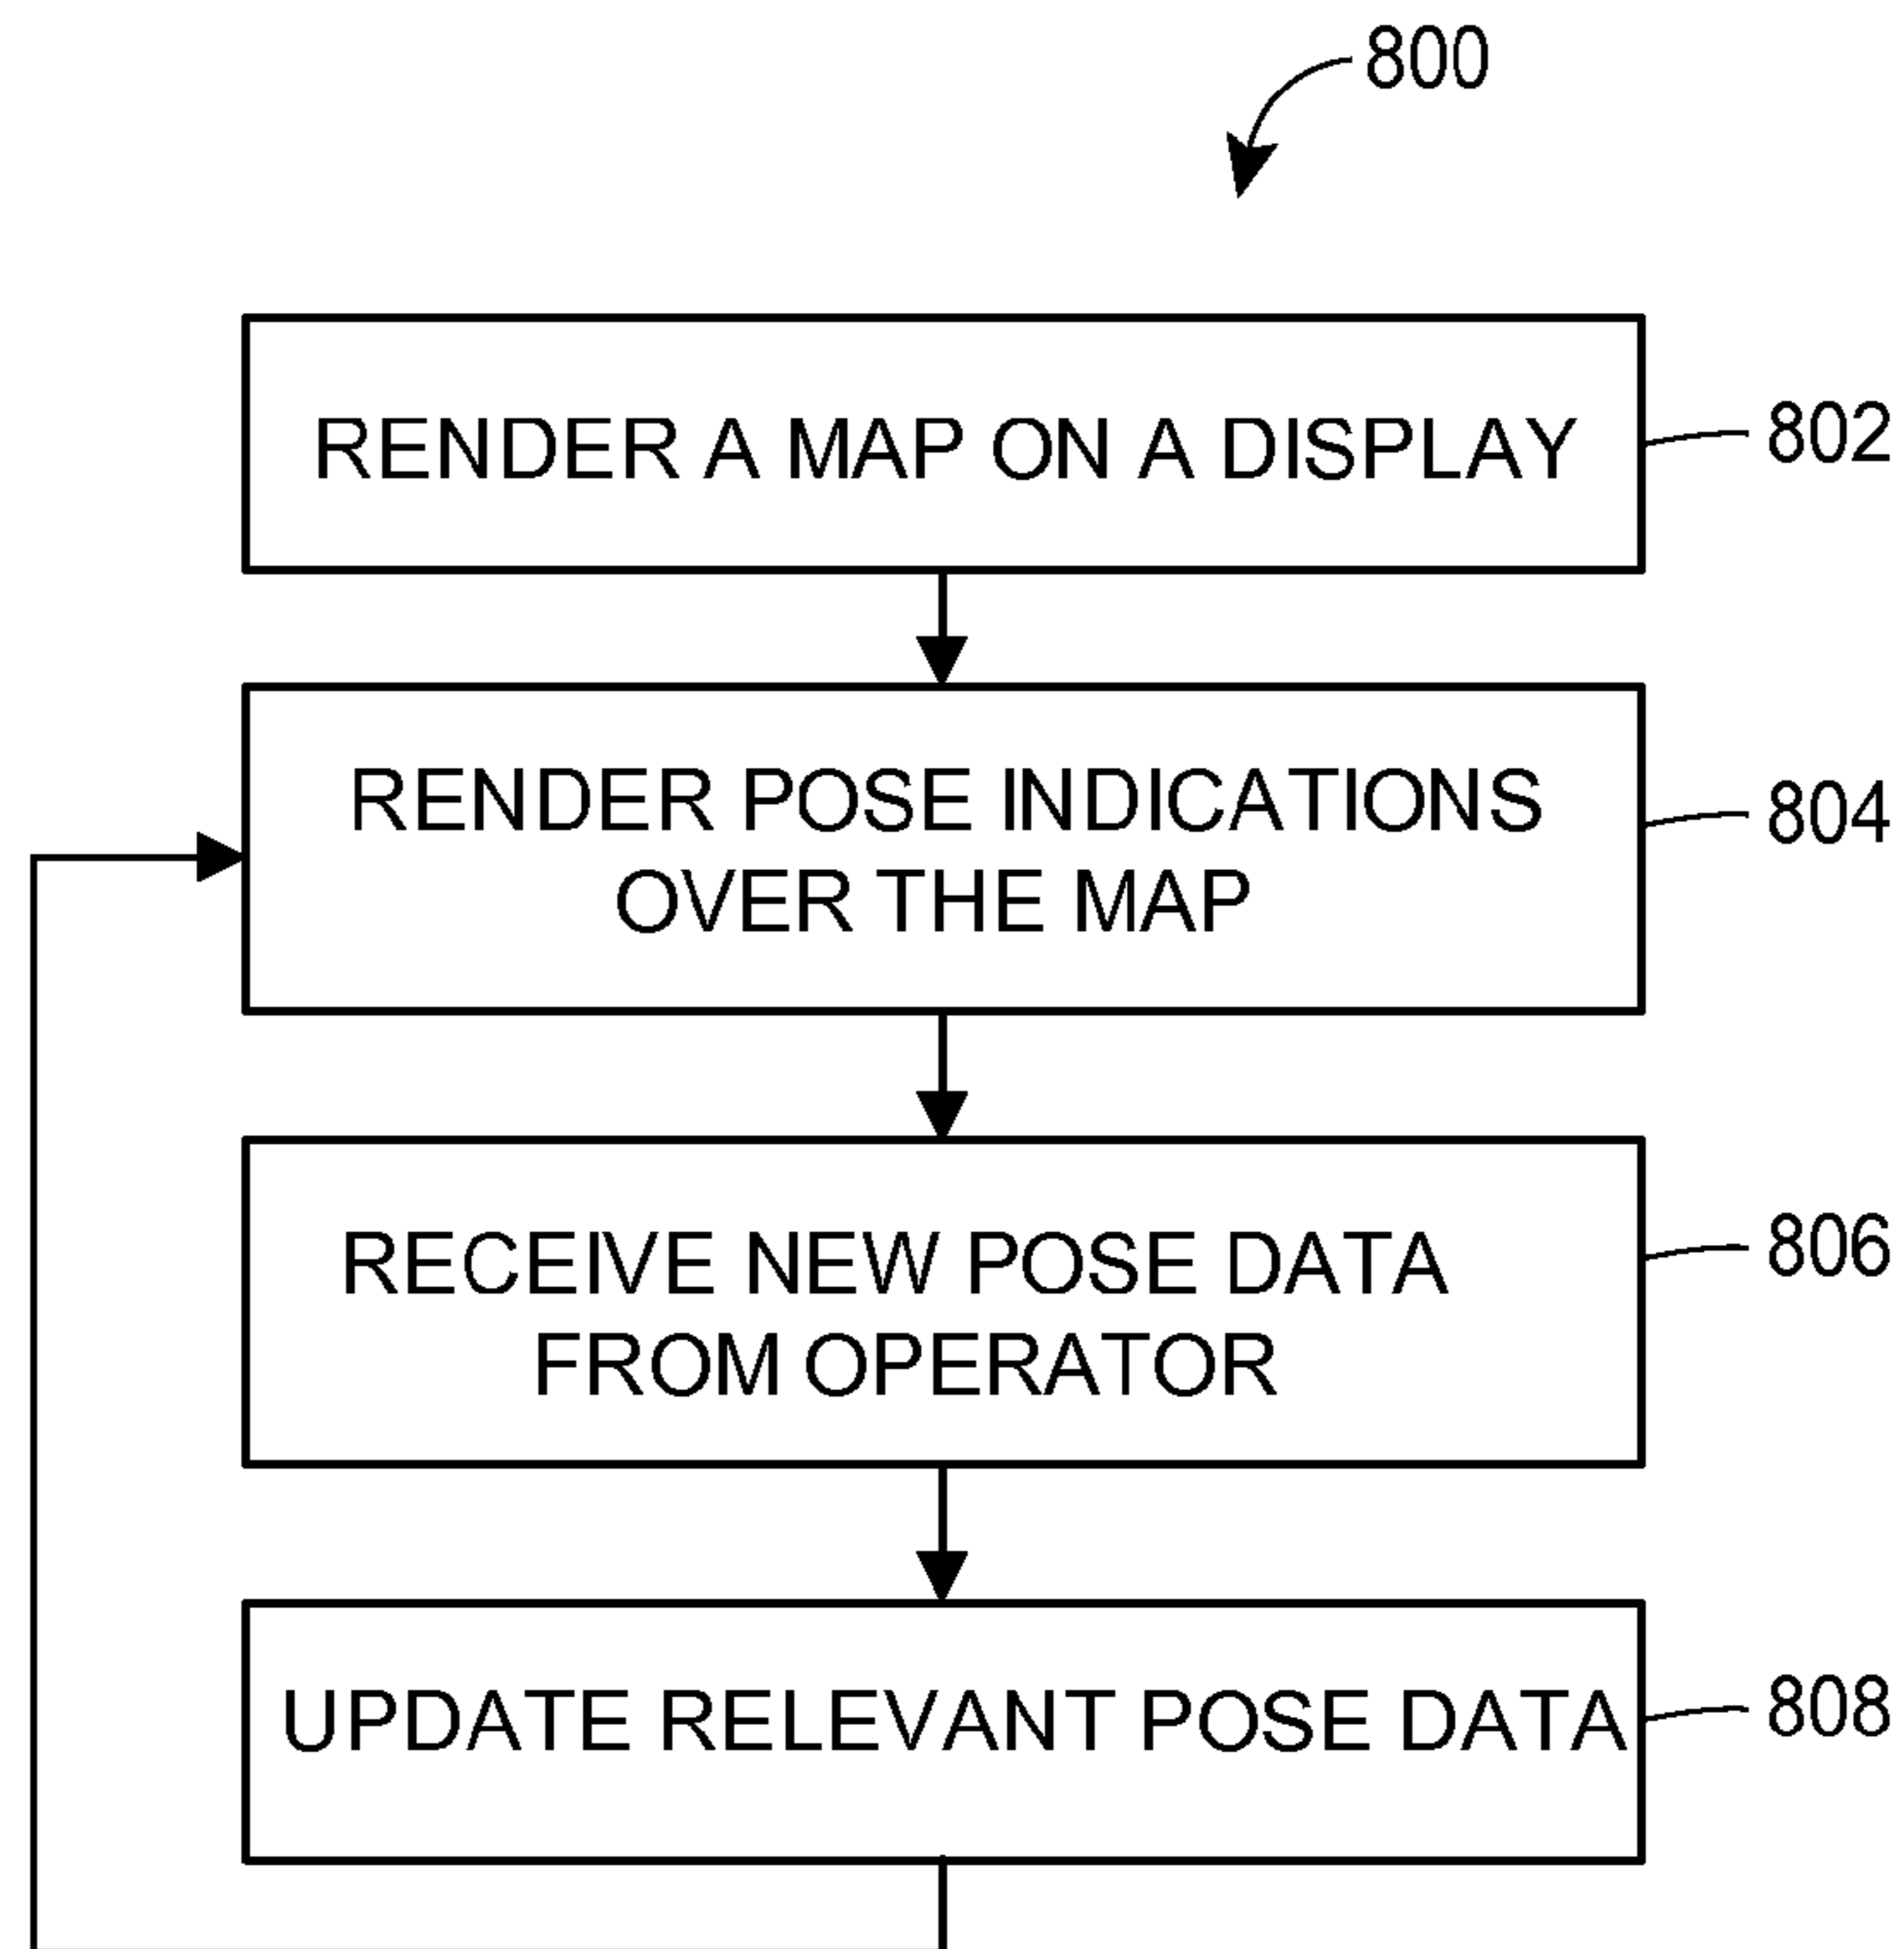 800
RENDER A MAP ON A DISPLAY
802
RENDER POSE INDICATIONS
OVER THE MAP
804
RECEIVE NEW POSE DATA
FROM OPERATOR
806
UPDATE RELEVANT POSE DATA
808